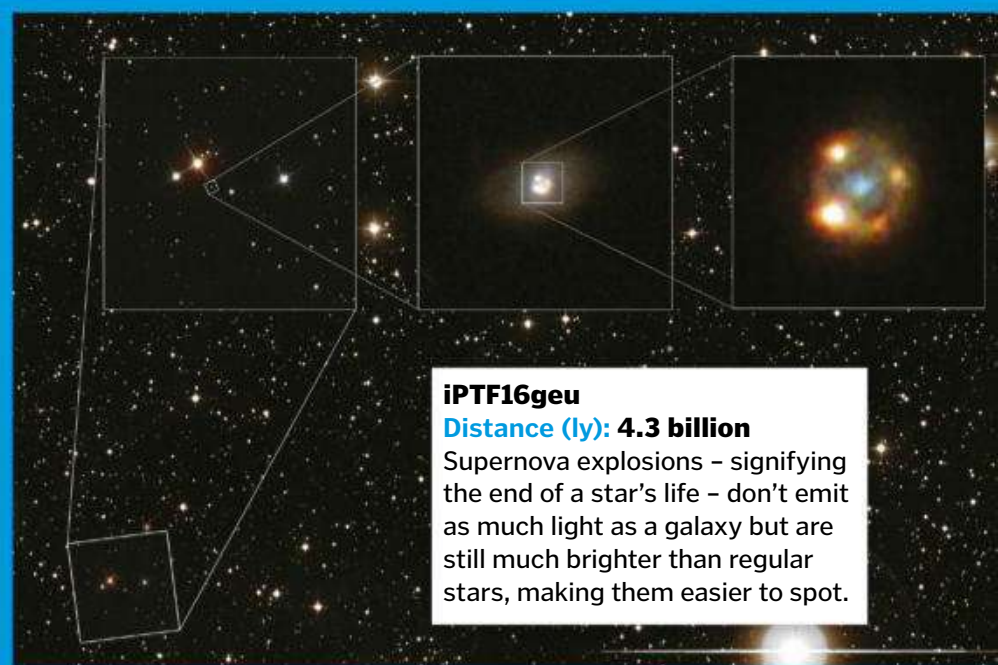 iPTF16geu
Distance (ly): 4.3 billion
Supernova explosions – signifying
the end of a star’s life – don’t emit
as much light as a galaxy but are
still much brighter than regular
stars, making them easier to spot.